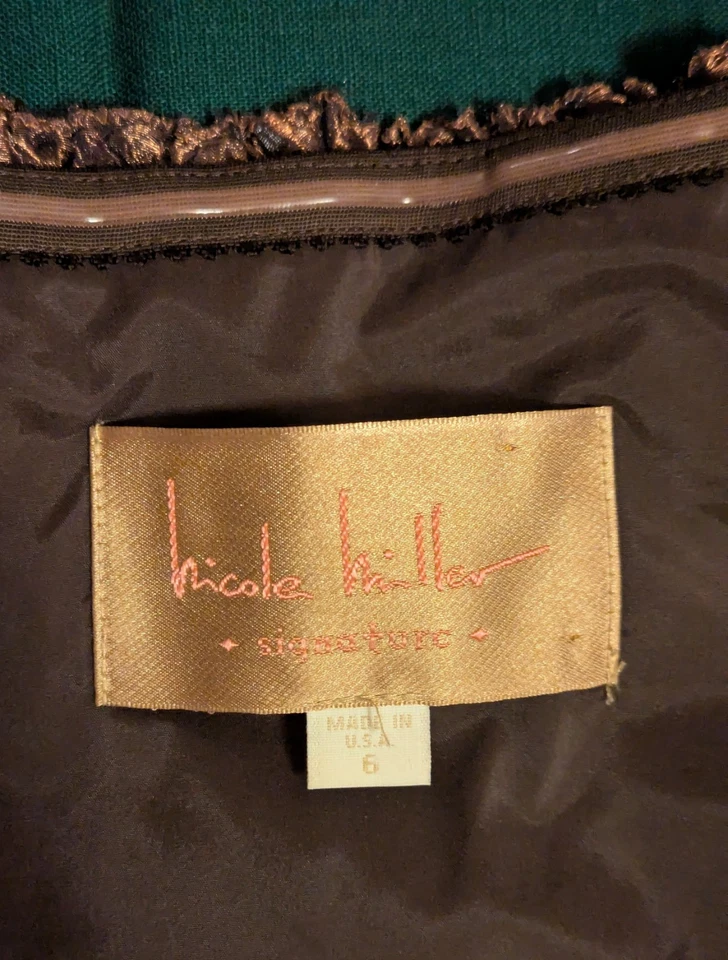 nicole miller
signature
MADE IN
U.S.A.
6